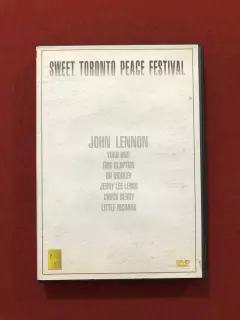 SWEET TORONTO PEACE FESTIVAL
JOHN LENNON
YOKO ONO
ERIC CLAPTON
BO DIDDLEY
JERRY LEE LEWIS
CHUCK BERRY
LITTLE RICHARD
DVD